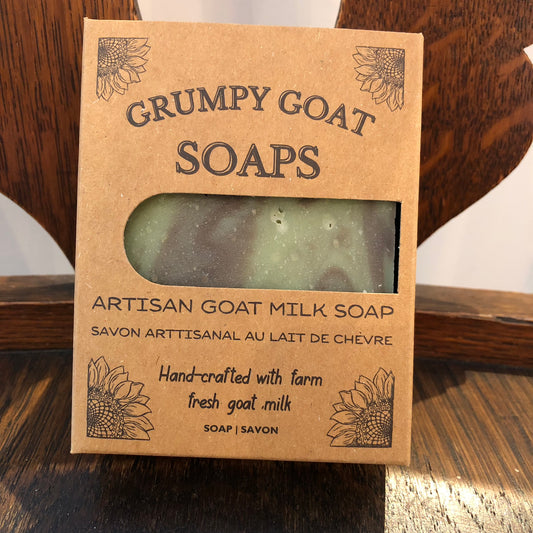 GRUMPY GOAT
SOAPS
ARTISAN GOAT MILK SOAP
SAVON ARTTISANAL AU LAIT DE CHÈVRE
Hand-crafted with farm
fresh goat .milk
SOAP | SAVON